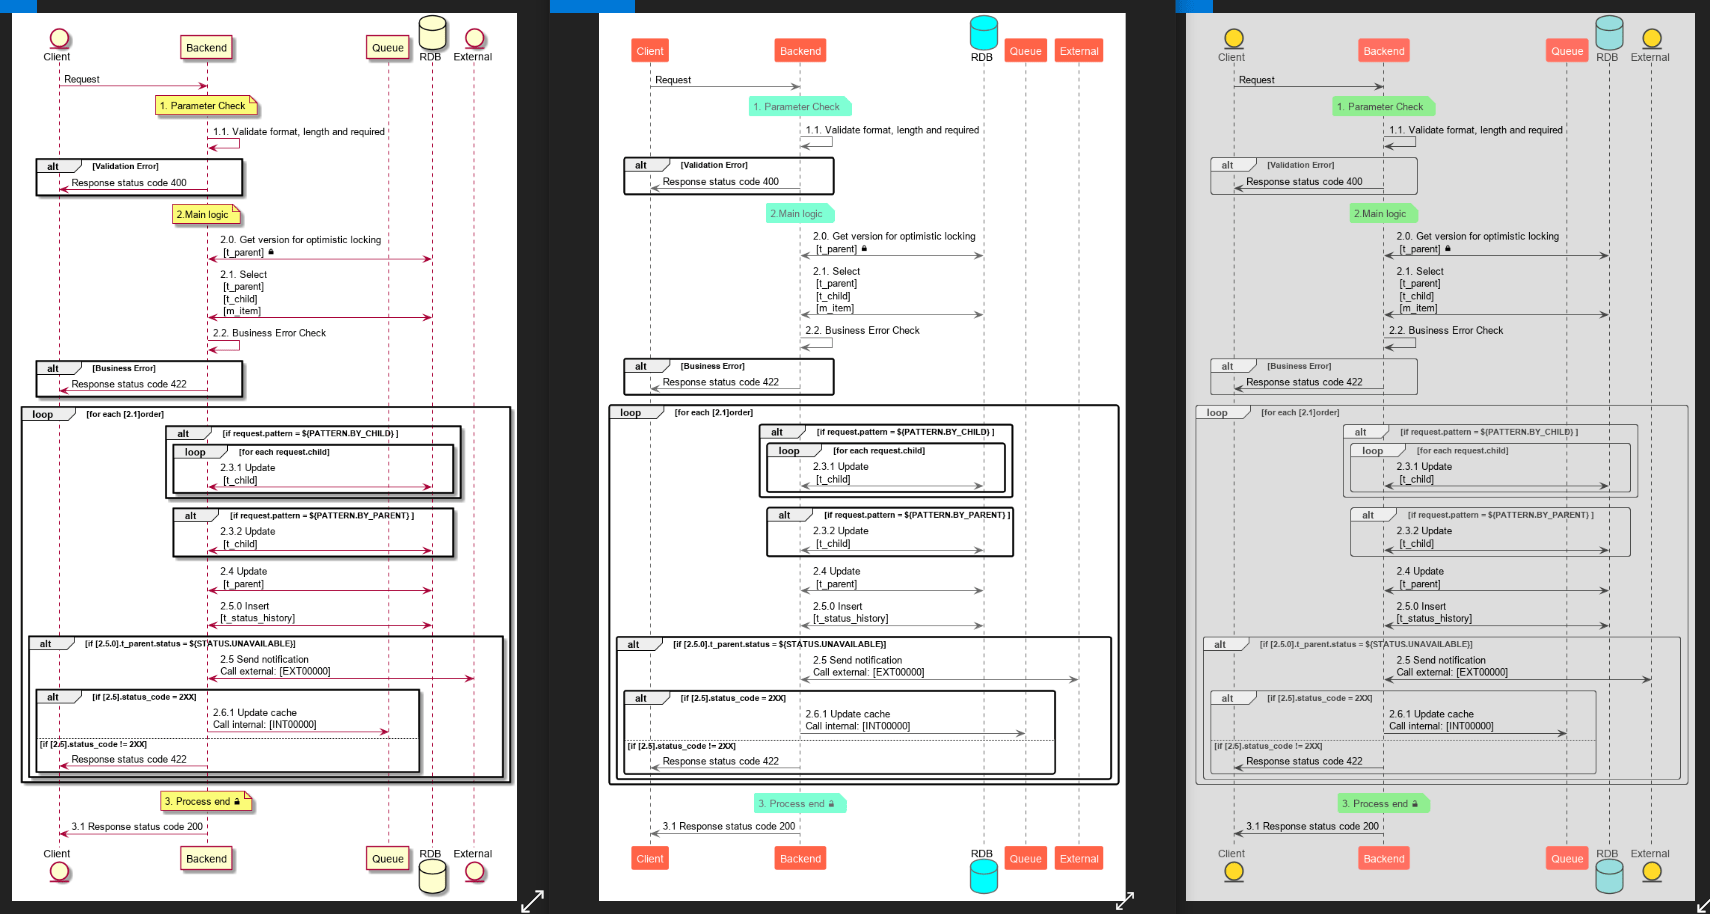 Client
Backend
Queue
RDB
External
Request
1. Parameter Check
1.1. Validate format, length and required
alt [Validation Error]
Response status code 400
2.Main logic
2.0. Get version for optimistic locking
[t_parent]
2.1. Select
[t_parent]
[t_child]
[m_item]
2.2. Business Error Check
alt [Business Error]
Response status code 422
loop [for each [2.1]order]
alt [if request.pattern = ${PATTERN.BY_CHILD} ]
loop [for each request.child]
2.3.1 Update
[t_child]
alt [if request.pattern = ${PATTERN.BY_PARENT} ]
2.3.2 Update
[t_child]
2.4 Update
[t_parent]
2.5.0 Insert
[t_status_history]
alt [if [2.5.0].t_parent.status = ${STATUS.UNAVAILABLE}]
2.5 Send notification
Call external: [EXT00000]
alt [if [2.5].status_code = 2XX]
2.6.1 Update cache
Call internal: [INT00000]
[if [2.5].status_code != 2XX]
Response status code 422
3. Process end
3.1 Response status code 200
Client
Backend
Queue
RDB
External
Client
Backend
RDB
Queue
External
Request
1. Parameter Check
1.1. Validate format, length and required
alt [Validation Error]
Response status code 400
2.Main logic
2.0. Get version for optimistic locking
[t_parent]
2.1. Select
[t_parent]
[t_child]
[m_item]
2.2. Business Error Check
alt [Business Error]
Response status code 422
loop [for each [2.1]order]
alt [if request.pattern = ${PATTERN.BY_CHILD} ]
loop [for each request.child]
2.3.1 Update
[t_child]
alt [if request.pattern = ${PATTERN.BY_PARENT} ]
2.3.2 Update
[t_child]
2.4 Update
[t_parent]
2.5.0 Insert
[t_status_history]
alt [if [2.5.0].t_parent.status = ${STATUS.UNAVAILABLE}]
2.5 Send notification
Call external: [EXT00000]
alt [if [2.5].status_code = 2XX]
2.6.1 Update cache
Call internal: [INT00000]
[if [2.5].status_code != 2XX]
Response status code 422
3. Process end
3.1 Response status code 200
Client
Backend
RDB
Queue
External
Client
Backend
Queue
RDB
External
Request
1. Parameter Check
1.1. Validate format, length and required
alt [Validation Error]
Response status code 400
2.Main logic
2.0. Get version for optimistic locking
[t_parent]
2.1. Select
[t_parent]
[t_child]
[m_item]
2.2. Business Error Check
alt [Business Error]
Response status code 422
loop [for each [2.1]order]
alt [if request.pattern = ${PATTERN.BY_CHILD} ]
loop [for each request.child]
2.3.1 Update
[t_child]
alt [if request.pattern = ${PATTERN.BY_PARENT} ]
2.3.2 Update
[t_child]
2.4 Update
[t_parent]
2.5.0 Insert
[t_status_history]
alt [if [2.5.0].t_parent.status = ${STATUS.UNAVAILABLE}]
2.5 Send notification
Call external: [EXT00000]
alt [if [2.5].status_code = 2XX]
2.6.1 Update cache
Call internal: [INT00000]
[if [2.5].status_code != 2XX]
Response status code 422
3. Process end
3.1 Response status code 200
Client
Backend
Queue
RDB
External